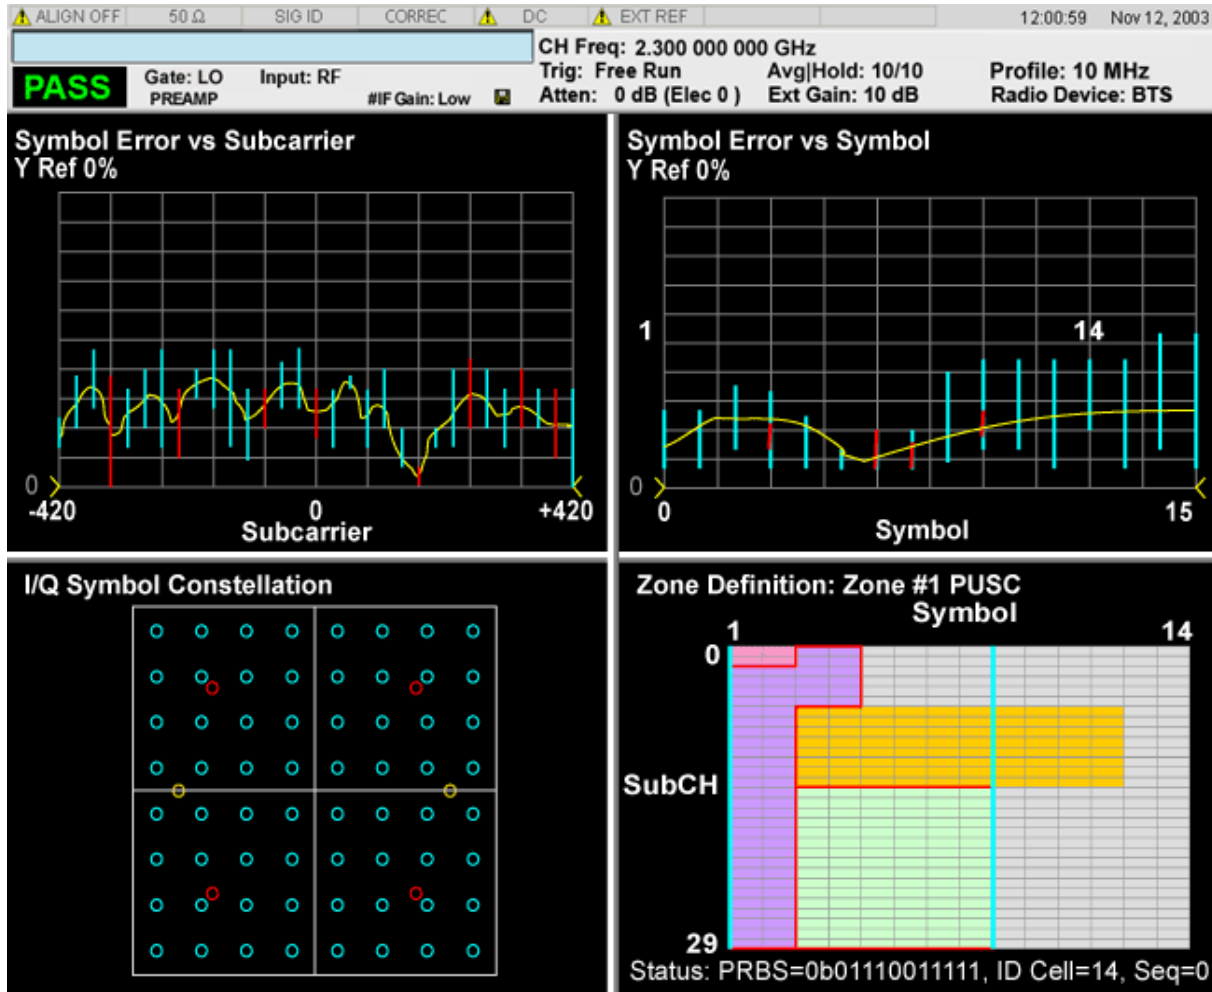 ALIGN OFF 50 Ω SIG ID CORREC DC EXT REF 12:00:59 Nov 12, 2003
CH Freq: 2.300 000 000 GHz
PASS Gate: LO Input: RF Trig: Free Run Avg|Hold: 10/10 Profile: 10 MHz
PREAMP #IF Gain: Low Atten: 0 dB (Elec 0 ) Ext Gain: 10 dB Radio Device: BTS
Symbol Error vs Subcarrier
Y Ref 0%
0
-420 0 +420
Subcarrier
Symbol Error vs Symbol
Y Ref 0%
1 14
0
0 15
Symbol
I/Q Symbol Constellation
Zone Definition: Zone #1 PUSC
Symbol
1 14
0
SubCH
29
Status: PRBS=0b01110011111, ID Cell=14, Seq=0